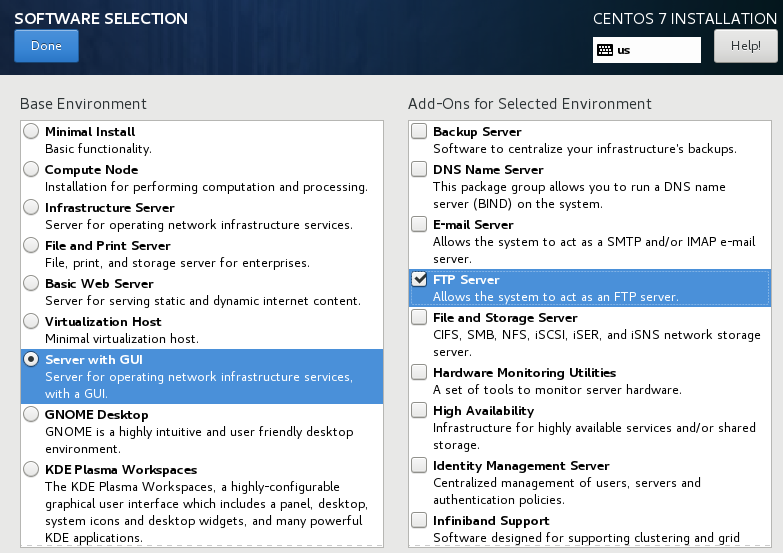 SOFTWARE SELECTION
CENTOS 7 INSTALLATION
Done
us
Help!
Base Environment
Minimal Install
Basic functionality.
Compute Node
Installation for performing computation and processing.
Infrastructure Server
Server for operating network infrastructure services.
File and Print Server
File, print, and storage server for enterprises.
Basic Web Server
Server for serving static and dynamic internet content.
Virtualization Host
Minimal virtualization host.
Server with GUI
Server for operating network infrastructure services,
with a GUI.
GNOME Desktop
GNOME is a highly intuitive and user friendly desktop
environment.
KDE Plasma Workspaces
The KDE Plasma Workspaces, a highly-configurable
graphical user interface which includes a panel, desktop,
system icons and desktop widgets, and many powerful
KDE applications.
Add-Ons for Selected Environment
Backup Server
Software to centralize your infrastructure's backups.
DNS Name Server
This package group allows you to run a DNS name
server (BIND) on the system.
E-mail Server
Allows the system to act as a SMTP and/or IMAP e-mail
server.
FTP Server
Allows the system to act as an FTP server.
File and Storage Server
CIFS, SMB, NFS, iSCSI, iSER, and iSNS network storage
server.
Hardware Monitoring Utilities
A set of tools to monitor server hardware.
High Availability
Infrastructure for highly available services and/or shared
storage.
Identity Management Server
Centralized management of users, servers and
authentication policies.
Infiniband Support
Software designed for supporting clustering and grid